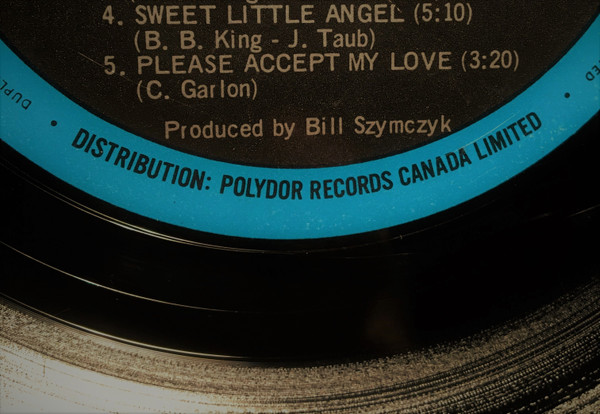 4. SWEET LITTLE ANGEL (5:10)
(B. B. King - J. Taub)
5. PLEASE ACCEPT MY LOVE (3:20)
(C. Garlon)
Produced by Bill Szymczyk
• DISTRIBUTION: POLYDOR RECORDS CANADA LIMITED •